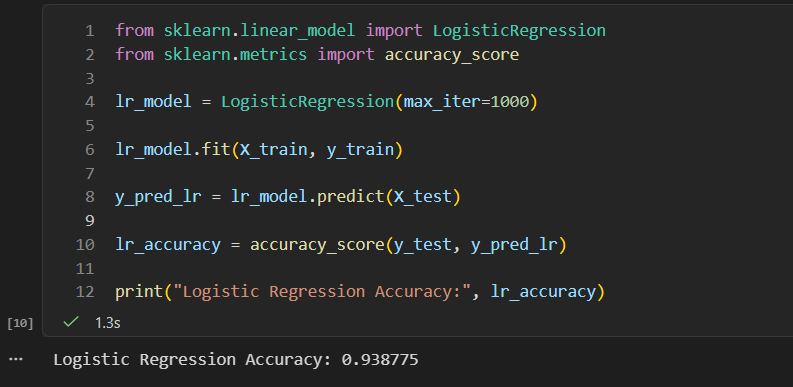 1 from sklearn.linear_model import LogisticRegression
2 from sklearn.metrics import accuracy_score
3
4 lr_model = LogisticRegression(max_iter=1000)
5
6 lr_model.fit(X_train, y_train)
7
8 y_pred_lr = lr_model.predict(X_test)
9
10 lr_accuracy = accuracy_score(y_test, y_pred_lr)
11
12 print("Logistic Regression Accuracy:", lr_accuracy)
[10] ✓ 1.3s
... Logistic Regression Accuracy: 0.938775